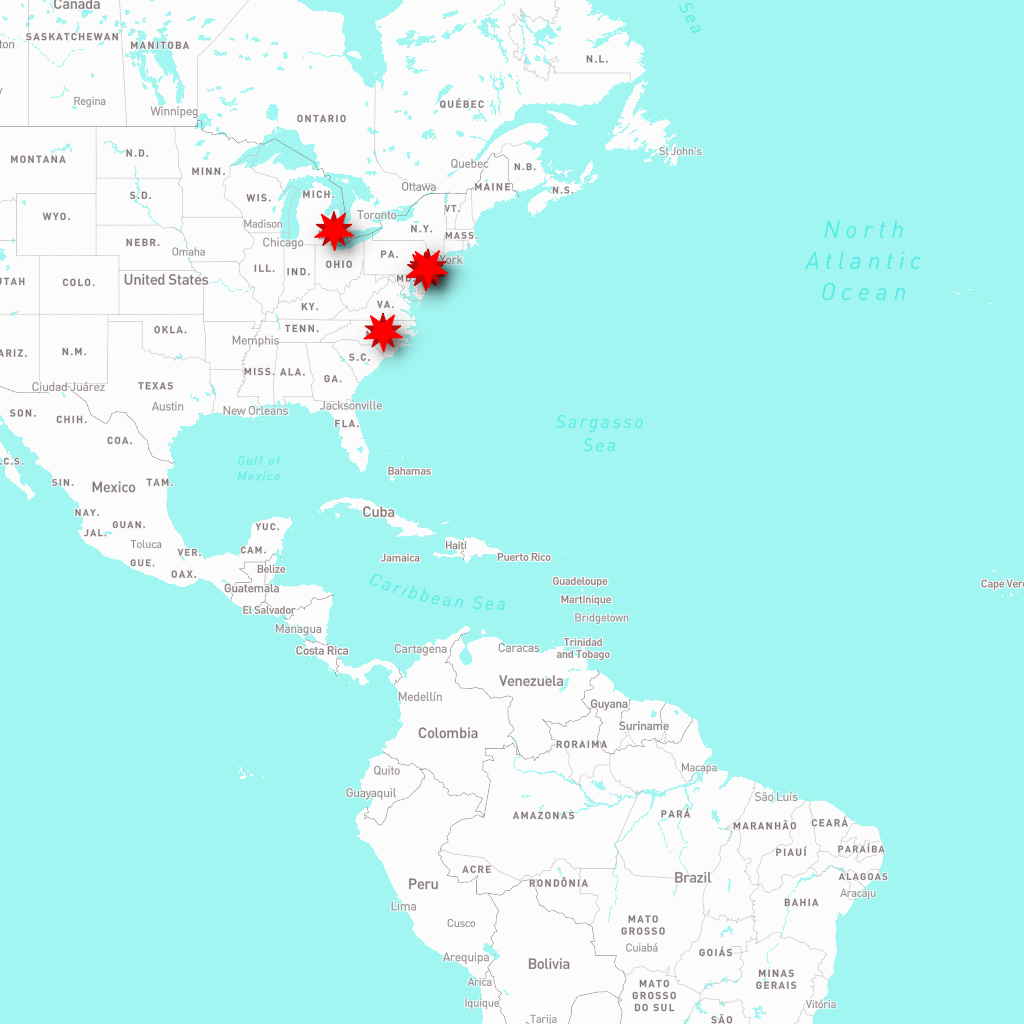 Canada
Sea
SASKATCHEWAN
MANITOBA
N.L.
Regina
Winnipeg
ONTARIO
QUÉBEC
St John's
MONTANA
N.D.
MINN.
Quebec
N.B.
Ottawa
MAINE
N.S.
S.D.
WIS.
MICH.
VT.
WYO.
Madison
Toronto
N.Y.
MASS.
North
Atlantic
Ocean
NEBR.
Omaha
Chicago
PA.
York
OHIO
United States
ILL.
IND.
COLO.
UTAH
KY.
VA.
OKLA.
TENN.
Memphis
ARIZ.
N.M.
S.C.
MISS.
ALA.
GA.
Ciudad Juárez
TEXAS
Austin
New Orleans
Jacksonville
FLA.
SON.
CHIH.
COA.
Sargasso
Sea
Gulf of
Mexico
Bahamas
SIN.
Mexico
TAM.
NAY.
GUAN.
JAL.
Toluca
VER.
GUE.
OAX.
YUC.
CAM.
Cuba
Haiti
Jamaica
Puerto Rico
Belize
Guatemala
El Salvador
Managua
Costa Rica
Caribbean Sea
Guadeloupe
Martinique
Bridgetown
Cape Ver
Trinidad
and Tobago
Cartagena
Caracas
Venezuela
Medellín
Colombia
Guyana
Suriname
RORAIMA
Quito
Guayaquil
Macapa
São Luís
AMAZONAS
PARÁ
MARANHÃO
CEARÁ
PIAUÍ
PARAÍBA
ACRE
RONDÔNIA
Peru
Brazil
ALAGOAS
Aracaju
Lima
BAHIA
Cusco
MATO
GROSSO
Cuiabá
GOIÁS
Arequipa
Bolivia
Arica
Iquique
MATO
GROSSO
DO SUL
MINAS
GERAIS
Vitória
Tarija
SÃO